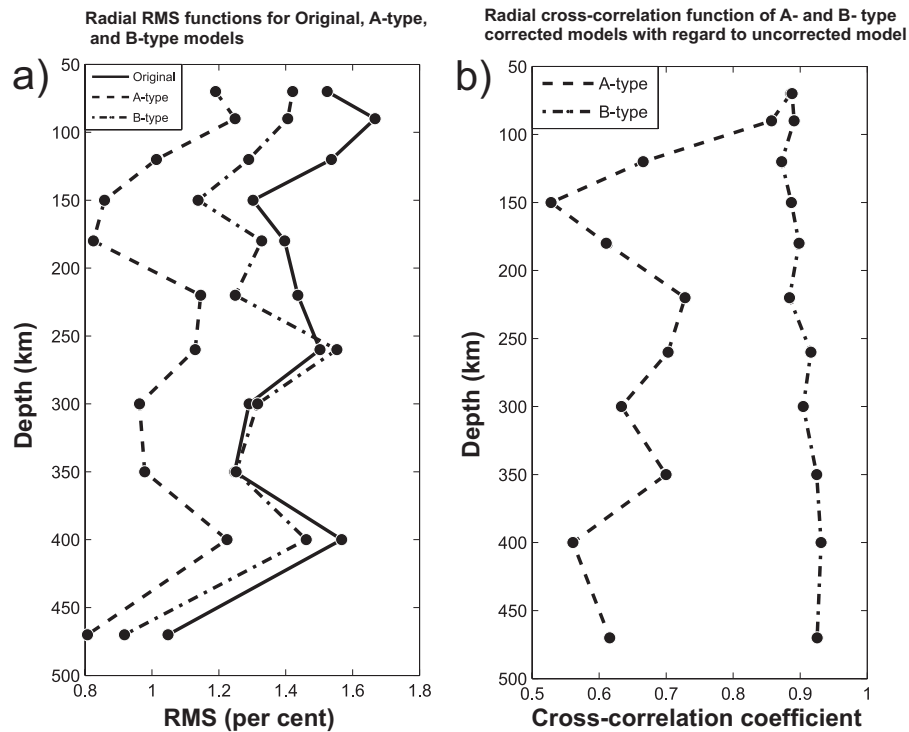 Radial RMS functions for Original, A-type,
and B-type models
a)
Original
A-type
B-type
50
100
150
200
250
300
350
400
450
500
0.8 1 1.2 1.4 1.6 1.8
Depth (km)
RMS (per cent)
Radial cross-correlation function of A- and B- type
corrected models with regard to uncorrected model
b)
A-type
B-type
50
100
150
200
250
300
350
400
450
500
0.5 0.6 0.7 0.8 0.9 1
Depth (km)
Cross-correlation coefficient